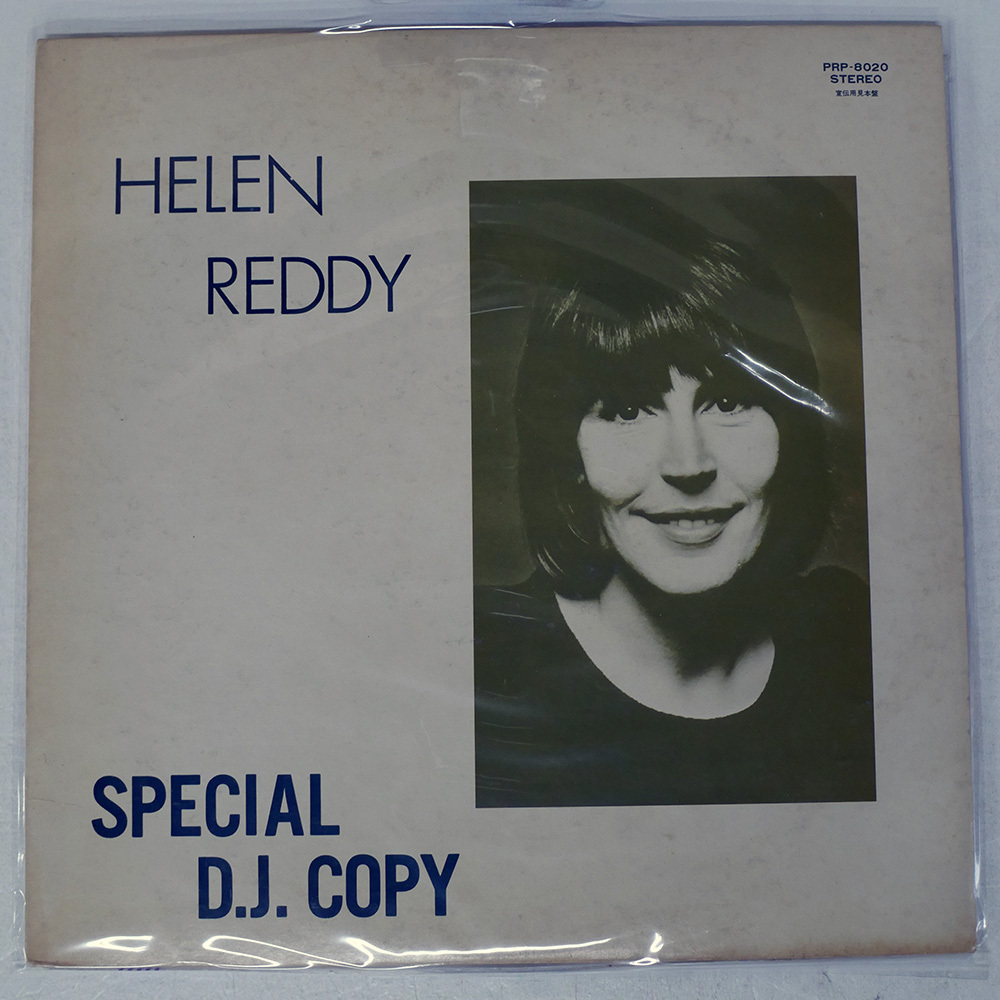 PRP-8020
STEREO
宣伝用見本盤
HELEN
REDDY
SPECIAL
D.J. COPY